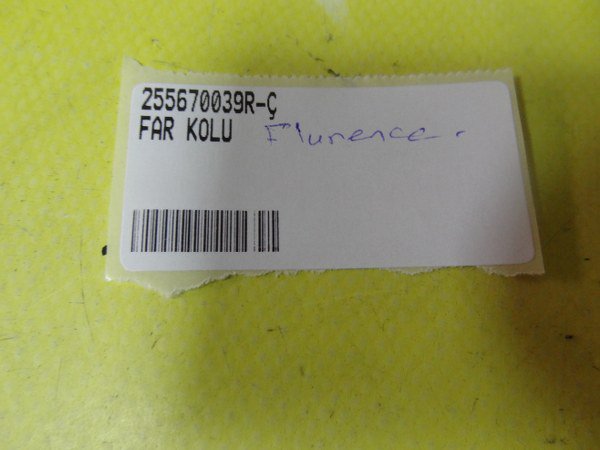 255670039R-Ç
FAR KOLU Flurence.